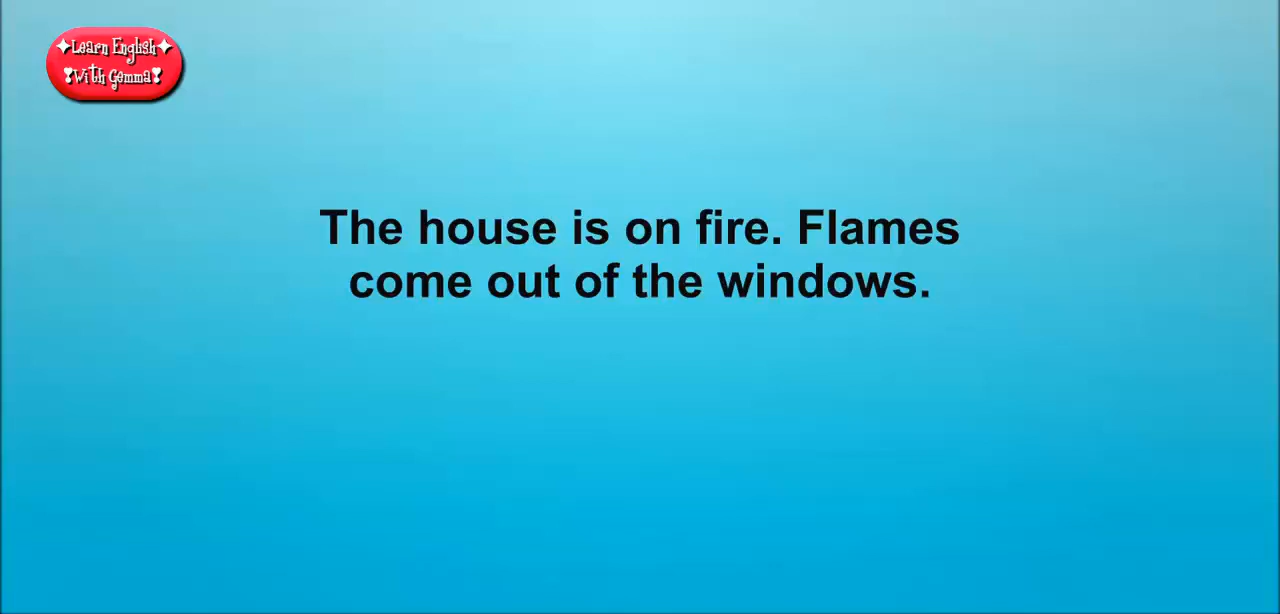 Learn English
With Gemma
The house is on fire. Flames
come out of the windows.